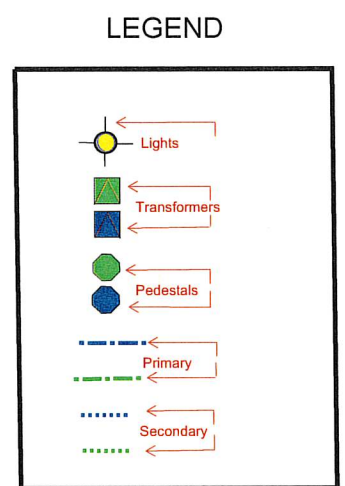 LEGEND
Lights
Transformers
Pedestals
Primary
Secondary